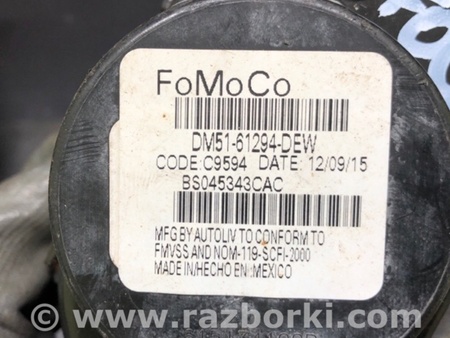 FoMoCo
DM51-61294-DEW
CODE: C9594 DATE: 12/09/15
BS045343CAC
MFG BY AUTOLIV TO CONFORM TO
FMVSS AND NOM-119-SCFI-2000
MADE IN/HECHO EN :MEXICO
© www.razborki.com